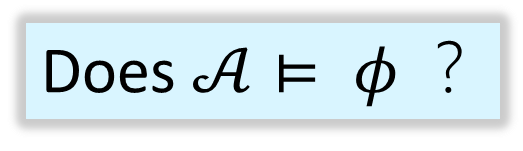 Does 𝒜 ⊨ 𝜙 ?